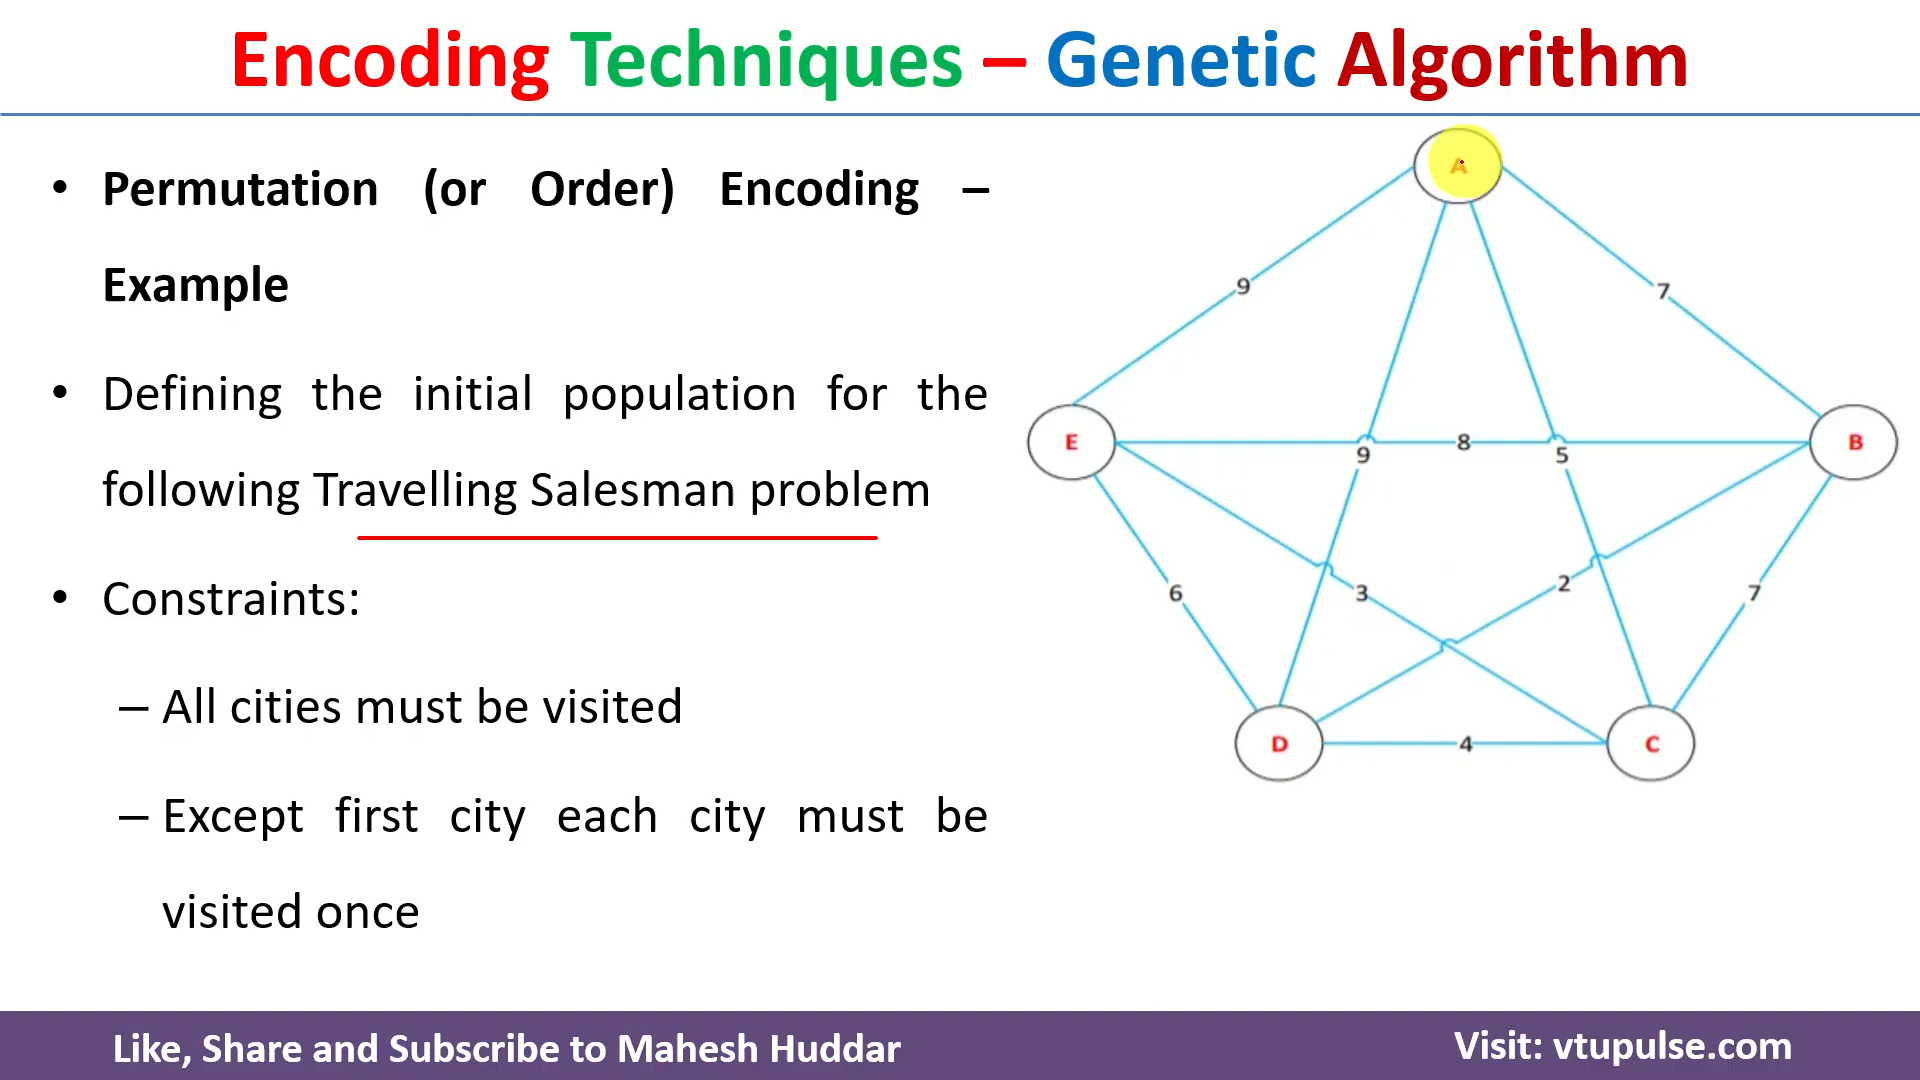 Encoding Techniques – Genetic Algorithm
• Permutation (or Order) Encoding –
Example
• Defining the initial population for the
following Travelling Salesman problem
• Constraints:
– All cities must be visited
– Except first city each city must be
visited once
A
9
7
E
8
B
9
5
6
3
2
7
D
4
C
Like, Share and Subscribe to Mahesh Huddar
Visit: vtupulse.com